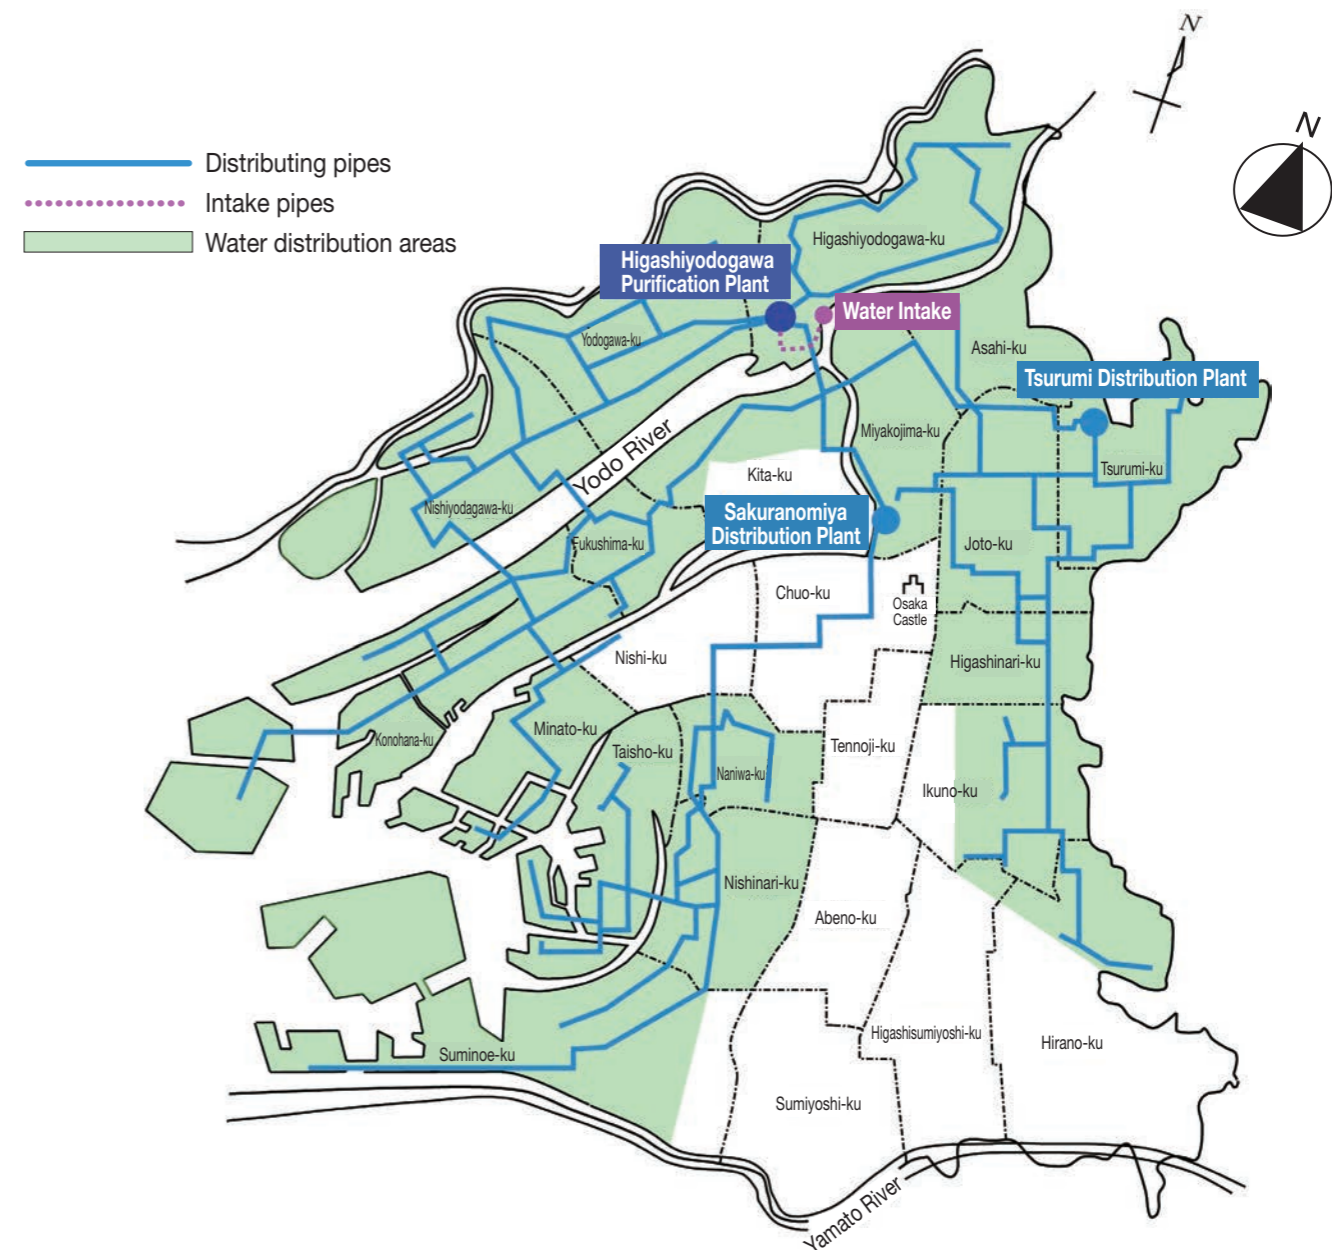 N
N
Distributing pipes
Intake pipes
Water distribution areas
Higashiyodogawa-ku
Higashiyodogawa
Purification Plant
Water Intake
Yodogawa-ku
Asahi-ku
Tsurumi Distribution Plant
Miyakojima-ku
Yodo River
Kita-ku
Tsurumi-ku
Nishiyodagawa-ku
Sakuranomiya
Distribution Plant
Fukushima-ku
Joto-ku
Chuo-ku
Osaka
Castle
Nishi-ku
Higashinari-ku
Minato-ku
Konohana-ku
Taisho-ku
Tennoji-ku
Naniwa-ku
Ikuno-ku
Nishinari-ku
Abeno-ku
Higashisumiyoshi-ku
Hirano-ku
Suminoe-ku
Sumiyoshi-ku
Yamato River